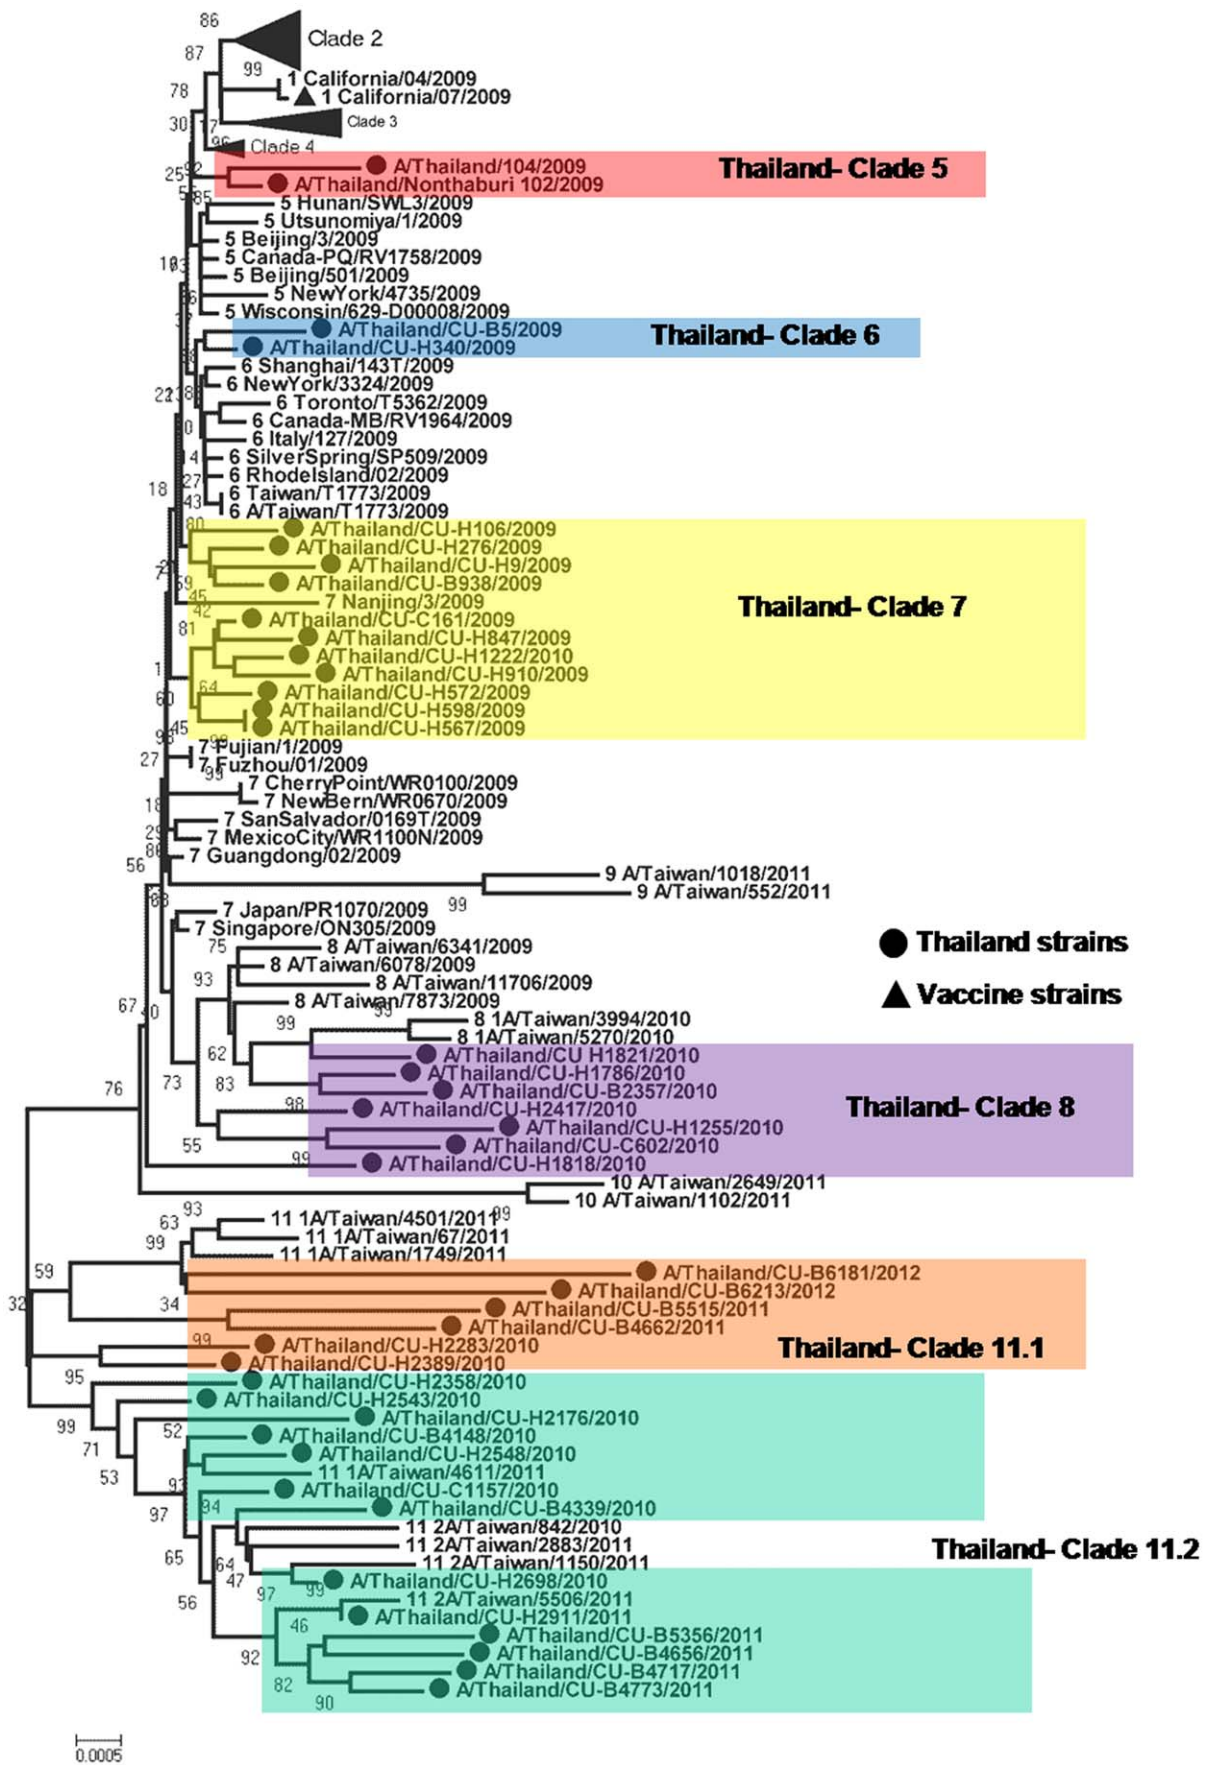 86
Clade 2
87
99
1 California/04/2009
78
1 California/07/2009
30
Clade 3
96
Clade 4
A/Thailand/104/2009
Thailand- Clade 5
25
92
A/Thailand/Nonthaburi 102/2009
85
5 Hunan/SWL3/2009
5 Utsunomiya/1/2009
5 Beijing/3/2009
5 Canada-PQ/RV1758/2009
5 Beijing/501/2009
5 NewYork/4735/2009
5 Wisconsin/629-D00008/2009
A/Thailand/CU-B5/2009
Thailand- Clade 6
A/Thailand/CU-H340/2009
6 Shanghai/143T/2009
6 NewYork/3324/2009
6 Toronto/T5362/2009
6 Canada-MB/RV1964/2009
6 Italy/127/2009
6 SilverSpring/SP509/2009
27
6 RhodeIsland/02/2009
18
6 Taiwan/T1773/2009
43
6 A/Taiwan/T1773/2009
80
A/Thailand/CU-H106/2009
A/Thailand/CU-H276/2009
A/Thailand/CU-H9/2009
59
A/Thailand/CU-B938/2009
45
7 Nanjing/3/2009
Thailand- Clade 7
42
A/Thailand/CU-C161/2009
81
A/Thailand/CU-H847/2009
A/Thailand/CU-H1222/2010
1
A/Thailand/CU-H910/2009
64
A/Thailand/CU-H572/2009
60
A/Thailand/CU-H598/2009
45
A/Thailand/CU-H567/2009
7 Fujian/1/2009
27
7 Fuzhou/01/2009
99
7 CherryPoint/WR0100/2009
7 NewBern/WR0670/2009
7 SanSalvador/0169T/2009
7 MexicoCity/WR1100N/2009
7 Guangdong/02/2009
56
9 A/Taiwan/1018/2011
9 A/Taiwan/552/2011
99
7 Japan/PR1070/2009
7 Singapore/ON305/2009
75
8 A/Taiwan/6341/2009
Thailand strains
8 A/Taiwan/6078/2009
93
8 A/Taiwan/11706/2009
Vaccine strains
8 A/Taiwan/7873/2009
67
99
8 1A/Taiwan/3994/2010
8 1A/Taiwan/5270/2010
62
A/Thailand/CU H1821/2010
A/Thailand/CU-H1786/2010
76
73
83
A/Thailand/CU-B2357/2010
98
A/Thailand/CU-H2417/2010
Thailand- Clade 8
A/Thailand/CU-H1255/2010
55
A/Thailand/CU-C602/2010
99
A/Thailand/CU-H1818/2010
10 A/Taiwan/2649/2011
10 A/Taiwan/1102/2011
99
93
63
11 1A/Taiwan/4501/2011
99
11 1A/Taiwan/67/2011
11 1A/Taiwan/1749/2011
59
A/Thailand/CU-B6181/2012
A/Thailand/CU-B6213/2012
32
34
A/Thailand/CU-B5515/2011
A/Thailand/CU-B4662/2011
99
A/Thailand/CU-H2283/2010
Thailand- Clade 11.1
A/Thailand/CU-H2389/2010
95
A/Thailand/CU-H2358/2010
A/Thailand/CU-H2543/2010
99
A/Thailand/CU-H2176/2010
52
A/Thailand/CU-B4148/2010
71
A/Thailand/CU-H2548/2010
53
11 1A/Taiwan/4611/2011
93
A/Thailand/CU-C1157/2010
97
94
A/Thailand/CU-B4339/2010
11 2A/Taiwan/842/2010
11 2A/Taiwan/2883/2011
Thailand- Clade 11.2
65
64
11 2A/Taiwan/1150/2011
47
A/Thailand/CU-H2698/2010
97
99
56
11 2A/Taiwan/5506/2011
46
A/Thailand/CU-H2911/2011
A/Thailand/CU-B5356/2011
92
A/Thailand/CU-B4656/2011
82
A/Thailand/CU-B4717/2011
90
A/Thailand/CU-B4773/2011
0.0005